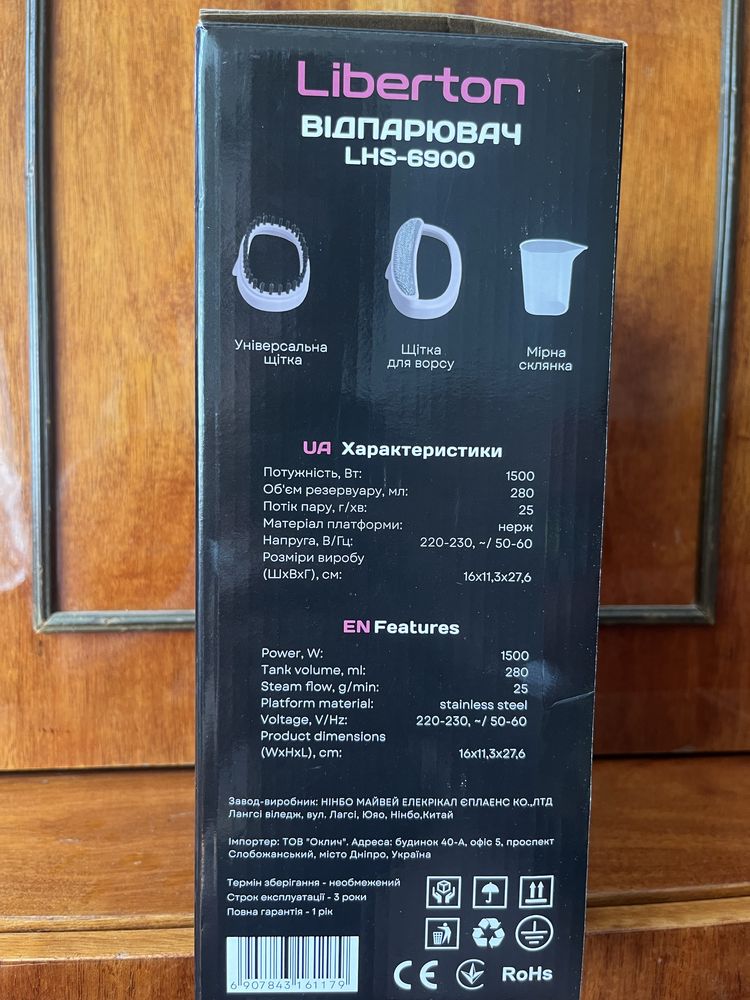 Liberton
ВІДПАРЮВАЧ
LHS-6900
Універсальна
щітка
Щітка
для ворсу
Мірна
склянка
UA Характеристики
Потужність, Вт: 1500
Об'єм резервуару, мл: 280
Потік пару, г/хв: 25
Матеріал платформи: нерж
Напруга, В/Гц: 220-230, ~/ 50-60
Розміри виробу
(ШхВхГ), см: 16х11,3х27,6
EN Features
Power, W: 1500
Tank volume, ml: 280
Steam flow, g/min: 25
Platform material: stainless steel
Voltage, V/Hz: 220-230, ~/ 50-60
Product dimensions
(WxHxL), cm: 16x11,3x27,6
Завод-виробник: НІНБО МАЙВЕЙ ЕЛЕКРІКАЛ ЄПЛАЕНС КО.,ЛТД
Лангсі віледж, вул. Лагсі, Юяо, Нінбо,Китай
Імпортер: ТОВ "Оклич". Адреса: будинок 40-А, офіс 5, проспект
Слобожанський, місто Дніпро, Україна
Термін зберігання - необмежений
Строк експлуатації - 3 роки
Повна гарантія - 1 рік
6 907843 161179
CE RoHs